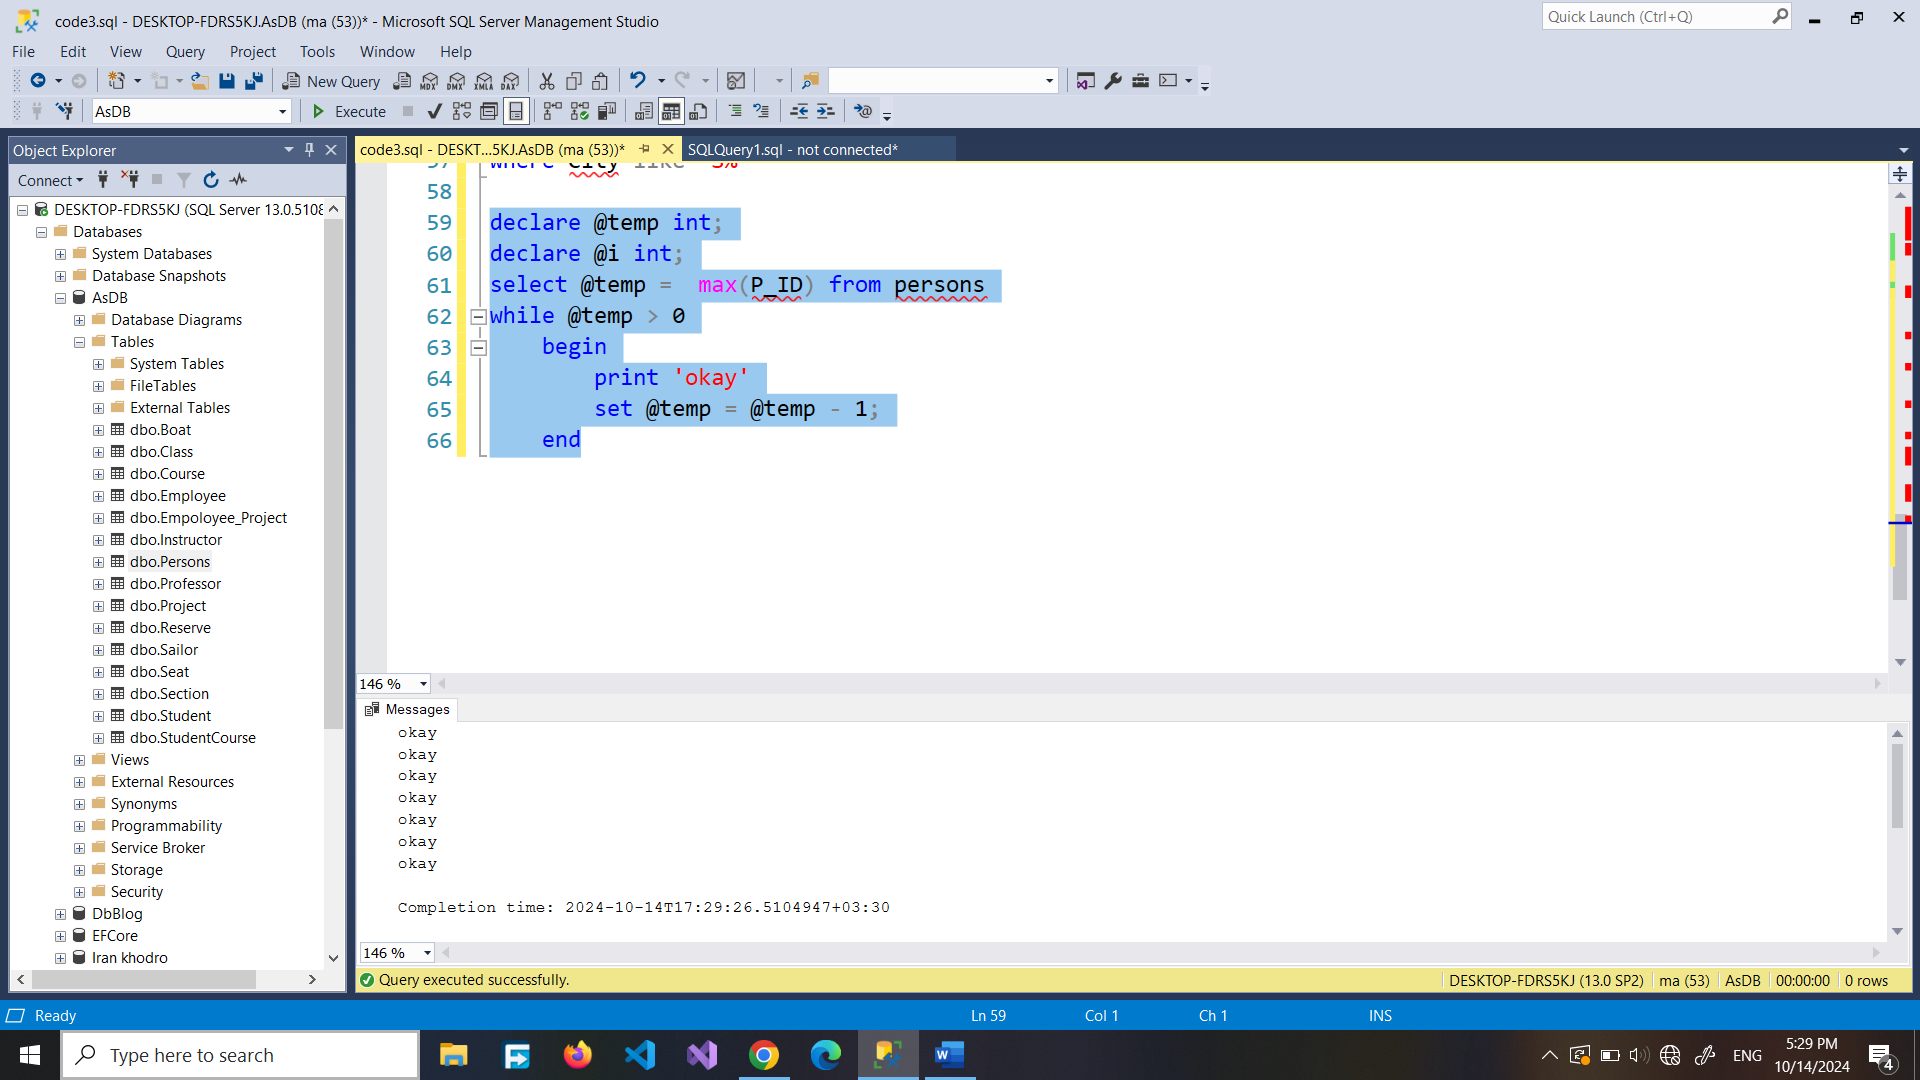 code3.sql - DESKTOP-FDRS5KJ.AsDB (ma (53))* - Microsoft SQL Server Management Studio
Quick Launch (Ctrl+Q)
File Edit View Query Project Tools Window Help
New Query
MDX DMX XMLA DAX
AsDB
Execute
Object Explorer
code3.sql - DESKT...5KJ.AsDB (ma (53))*
SQLQuery1.sql - not connected*
Connect
DESKTOP-FDRS5KJ (SQL Server 13.0.5108
Databases
System Databases
Database Snapshots
AsDB
Database Diagrams
Tables
System Tables
FileTables
External Tables
dbo.Boat
dbo.Class
dbo.Course
dbo.Employee
dbo.Empoloyee_Project
dbo.Instructor
dbo.Persons
dbo.Professor
dbo.Project
dbo.Reserve
dbo.Sailor
dbo.Seat
dbo.Section
dbo.Student
dbo.StudentCourse
Views
External Resources
Synonyms
Programmability
Service Broker
Storage
Security
DbBlog
EFCore
Iran khodro
57 where City like
58
59 declare @temp int;
60 declare @i int;
61 select @temp =  max(P_ID) from persons
62 while @temp > 0
63     begin
64         print 'okay'
65         set @temp = @temp - 1;
66     end
146 %
Messages
okay
okay
okay
okay
okay
okay
okay
Completion time: 2024-10-14T17:29:26.5104947+03:30
146 %
Query executed successfully.
DESKTOP-FDRS5KJ (13.0 SP2) ma (53) AsDB 00:00:00 0 rows
Ready
Ln 59 Col 1 Ch 1 INS
Type here to search
ENG
5:29 PM
10/14/2024
4